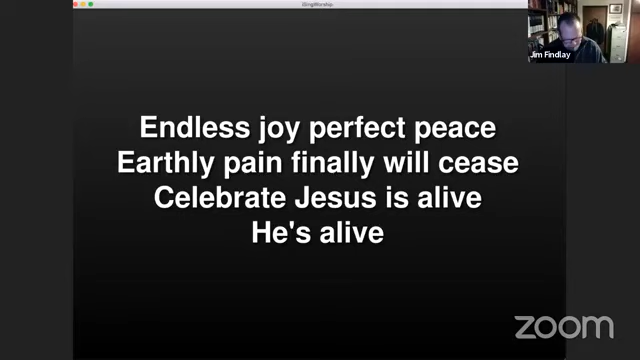 iSingWorship
Jim Findlay
Endless joy perfect peace
Earthly pain finally will cease
Celebrate Jesus is alive
He's alive
zoom